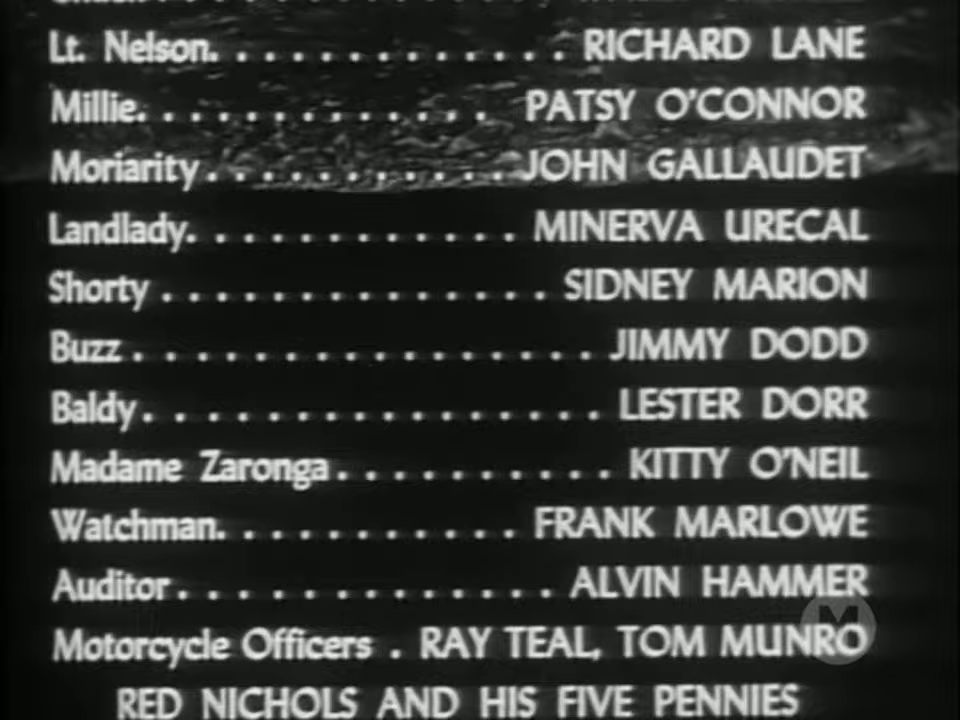 Lt. Nelson. . . . . . . . . . . . . RICHARD LANE
Millie. . . . . . . . . . . . . PATSY O'CONNOR
Moriarity . . . . . . . . . . . JOHN GALLAUDET
Landlady. . . . . . . . . . . . MINERVA URECAL
Shorty . . . . . . . . . . . . . . SIDNEY MARION
Buzz . . . . . . . . . . . . . . . . JIMMY DODD
Baldy . . . . . . . . . . . . . . . . LESTER DORR
Madame Zaronga . . . . . . . . . . KITTY O'NEIL
Watchman. . . . . . . . . . . FRANK MARLOWE
Auditor . . . . . . . . . . . . . . ALVIN HAMMER
Motorcycle Officers . RAY TEAL, TOM MUNRO
RED NICHOLS AND HIS FIVE PENNIES
M